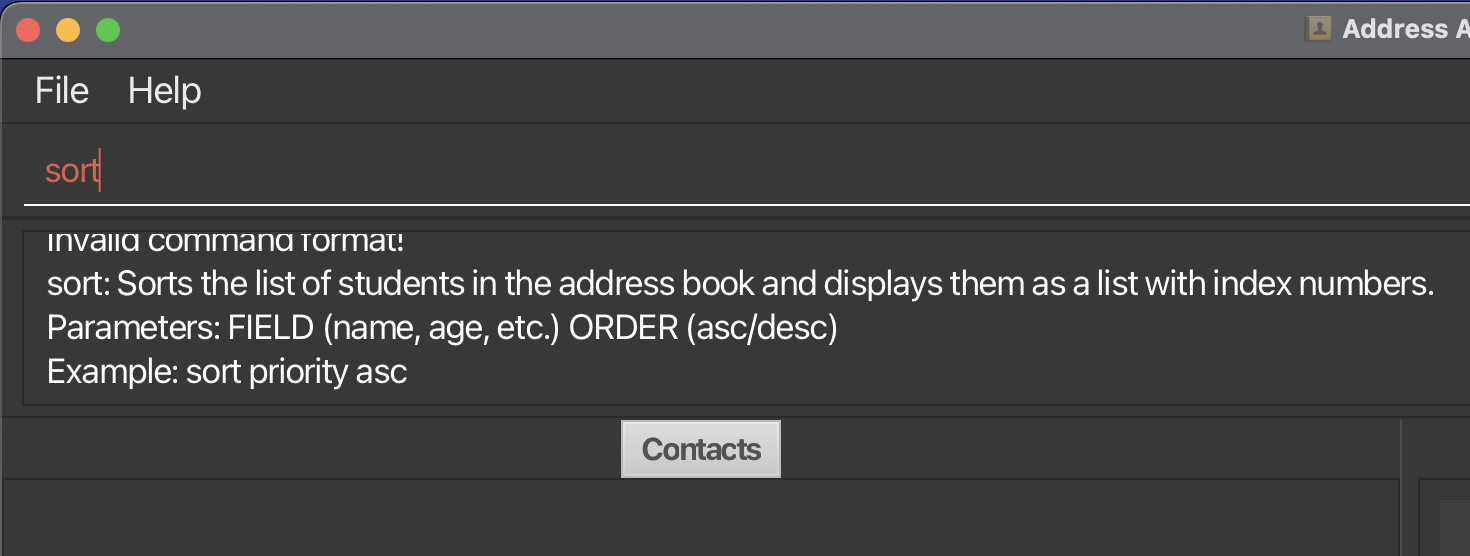 Address A
File Help
sort
Invalid command format!
sort: Sorts the list of students in the address book and displays them as a list with index numbers.
Parameters: FIELD (name, age, etc.) ORDER (asc/desc)
Example: sort priority asc
Contacts